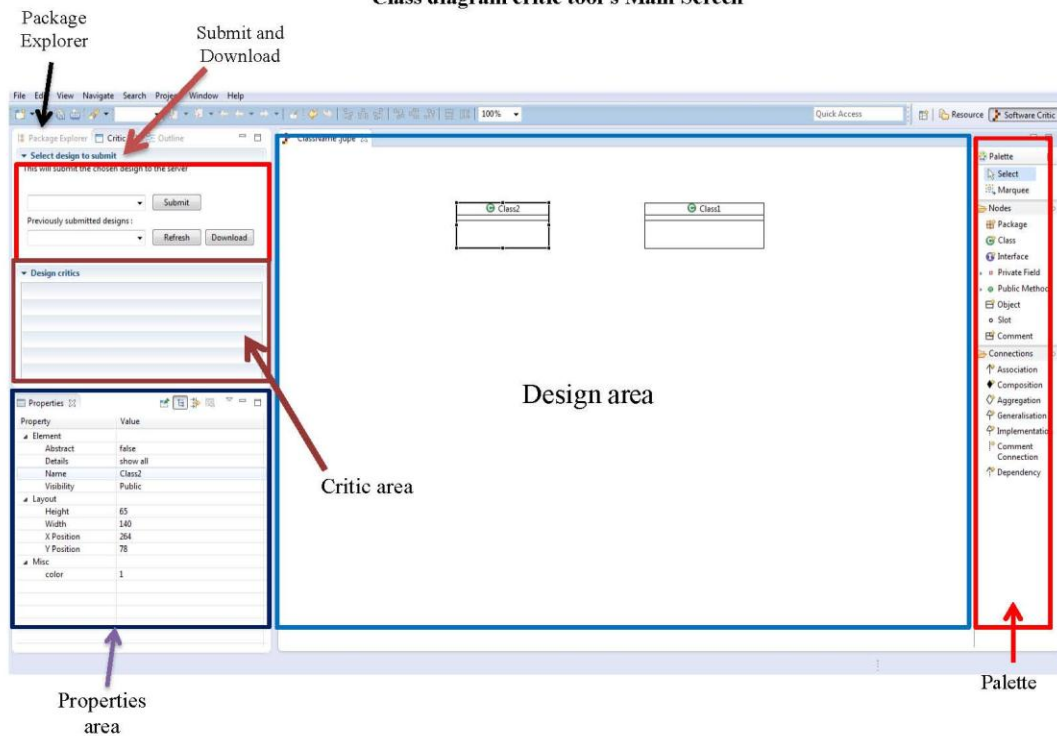 Class diagram critic tool's Main Screen
Package
Explorer
Submit and
Download
File Edit View Navigate Search Project Window Help
100%
Quick Access
Resource
Software Critic
Package Explorer
Critic
Outline
ClassName.jupe
Select design to submit
This will submit the chosen design to the server
Submit
Previously submitted designs :
Refresh
Download
Design critics
Properties
Property Value
Element
Abstract false
Details show all
Name Class2
Visibility Public
Layout
Height 65
Width 140
X Position 264
Y Position 78
Misc
color 1
Class2
Class1
Design area
Critic area
Palette
Select
Marquee
Nodes
Package
Class
Interface
Private Field
Public Method
Object
Slot
Comment
Connections
Association
Composition
Aggregation
Generalisation
Implementatio
Comment
Connection
Dependency
Properties
area
Palette